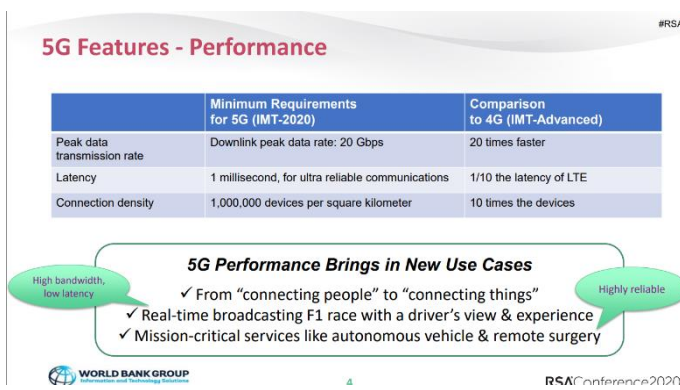 #RSA
5G Features - Performance
Minimum Requirements
for 5G (IMT-2020)
Comparison
to 4G (IMT-Advanced)
Peak data
transmission rate
Downlink peak data rate: 20 Gbps
20 times faster
Latency
1 millisecond, for ultra reliable communications
1/10 the latency of LTE
Connection density
1,000,000 devices per square kilometer
10 times the devices
5G Performance Brings in New Use Cases
High bandwidth,
low latency
✓ From “connecting people” to “connecting things”
✓ Real-time broadcasting F1 race with a driver’s view & experience
✓ Mission-critical services like autonomous vehicle & remote surgery
Highly reliable
WORLD BANK GROUP
Information and Technology Solutions
4
RSAConference2020